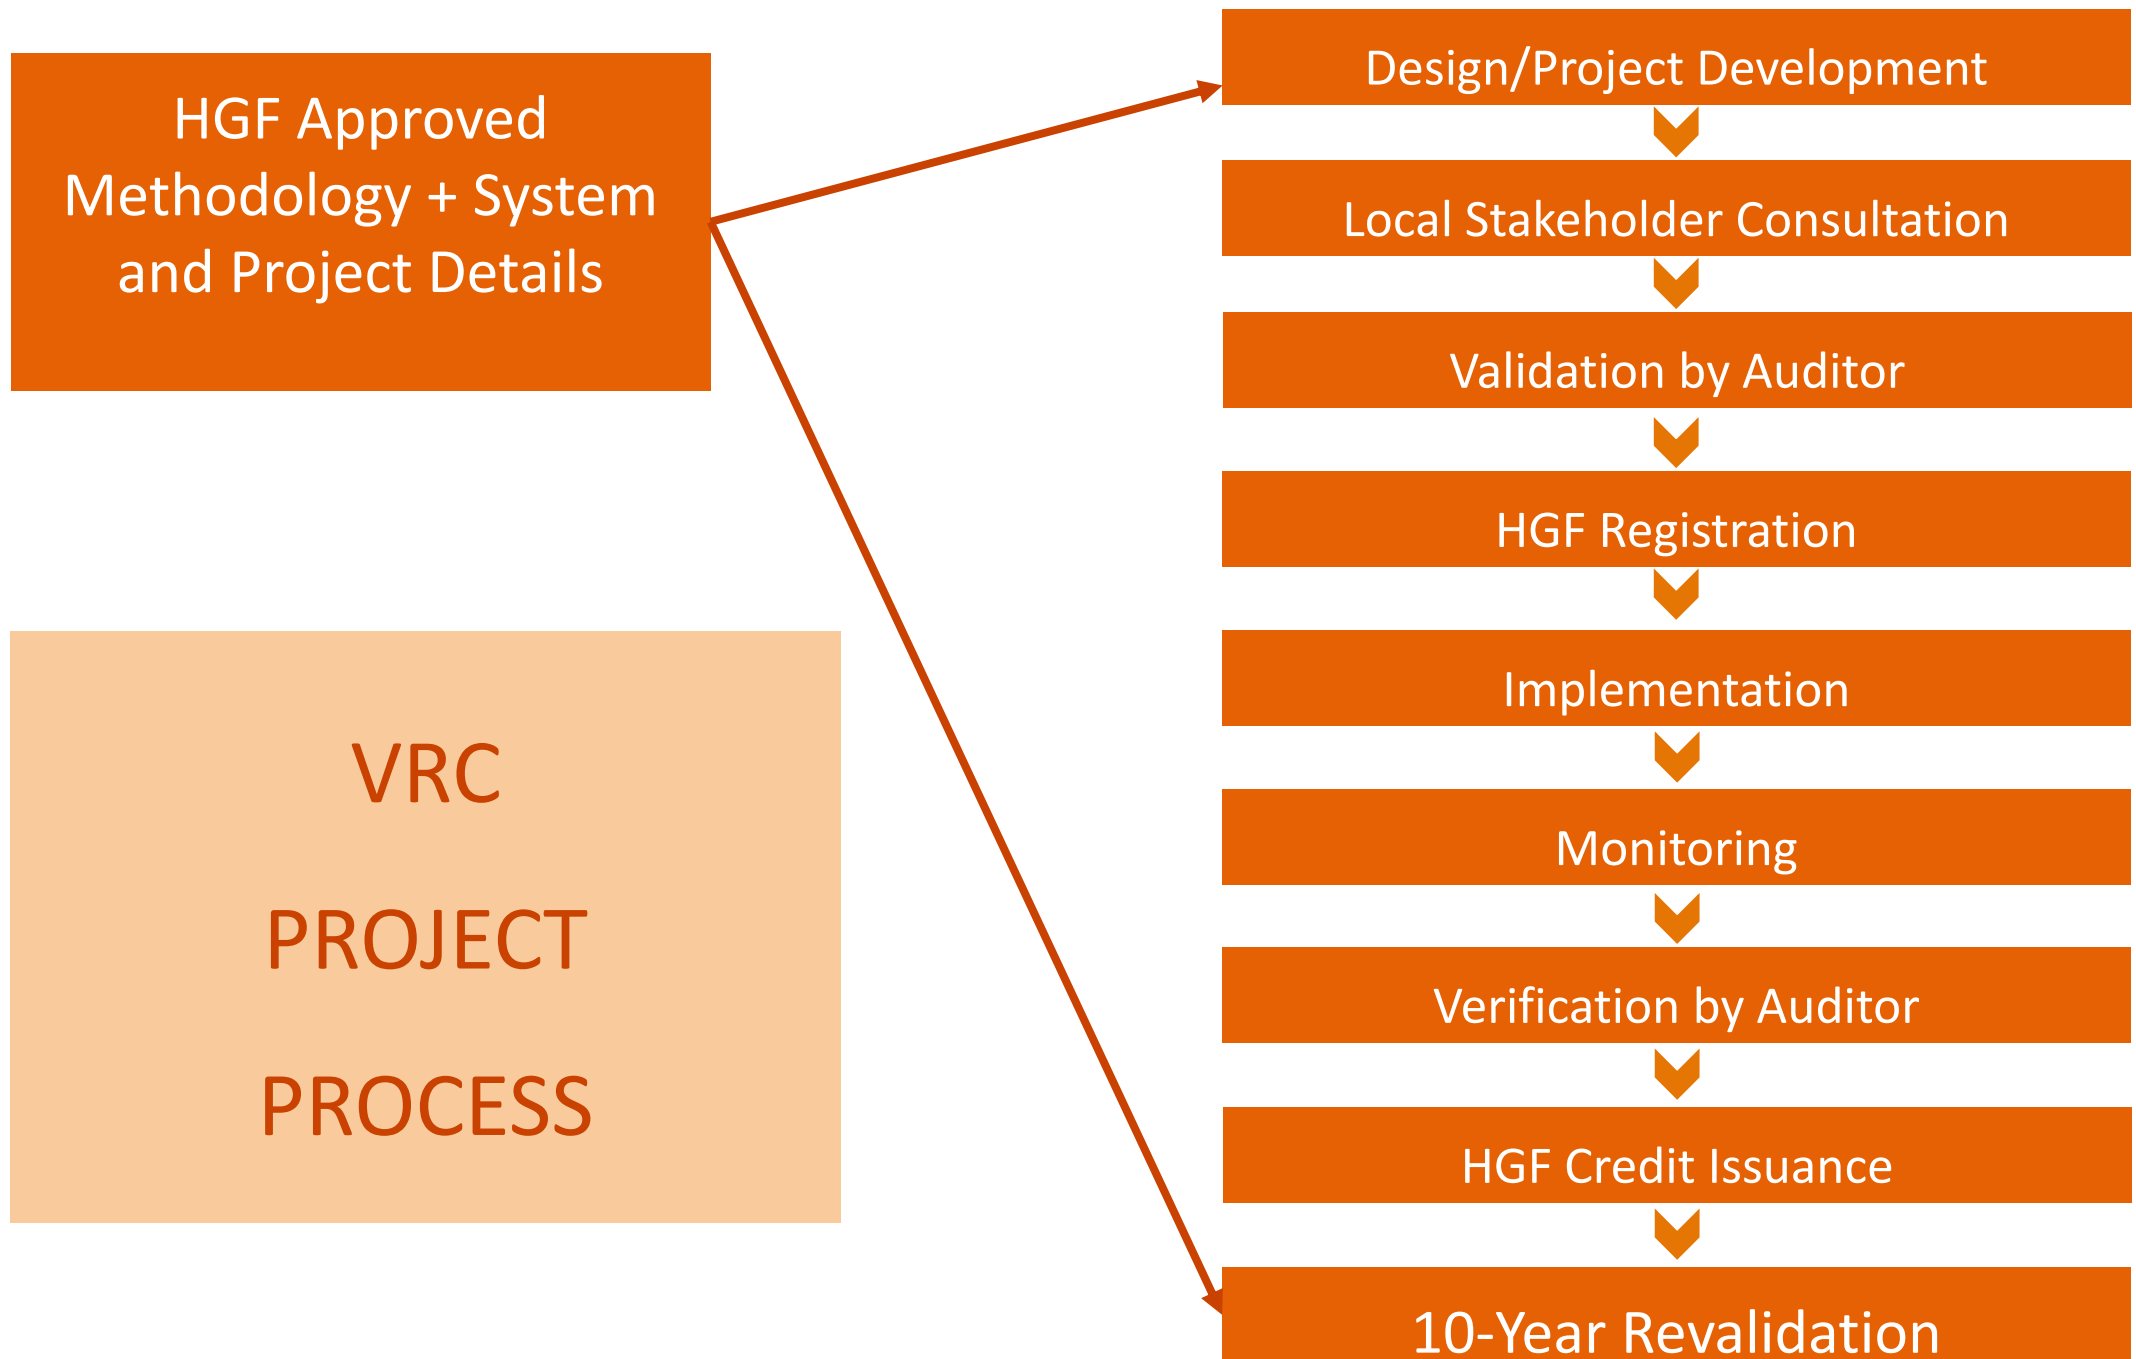 HGF Approved
Methodology + System
and Project Details
VRC
PROJECT
PROCESS
Design/Project Development
Local Stakeholder Consultation
Validation by Auditor
HGF Registration
Implementation
Monitoring
Verification by Auditor
HGF Credit Issuance
10-Year Revalidation